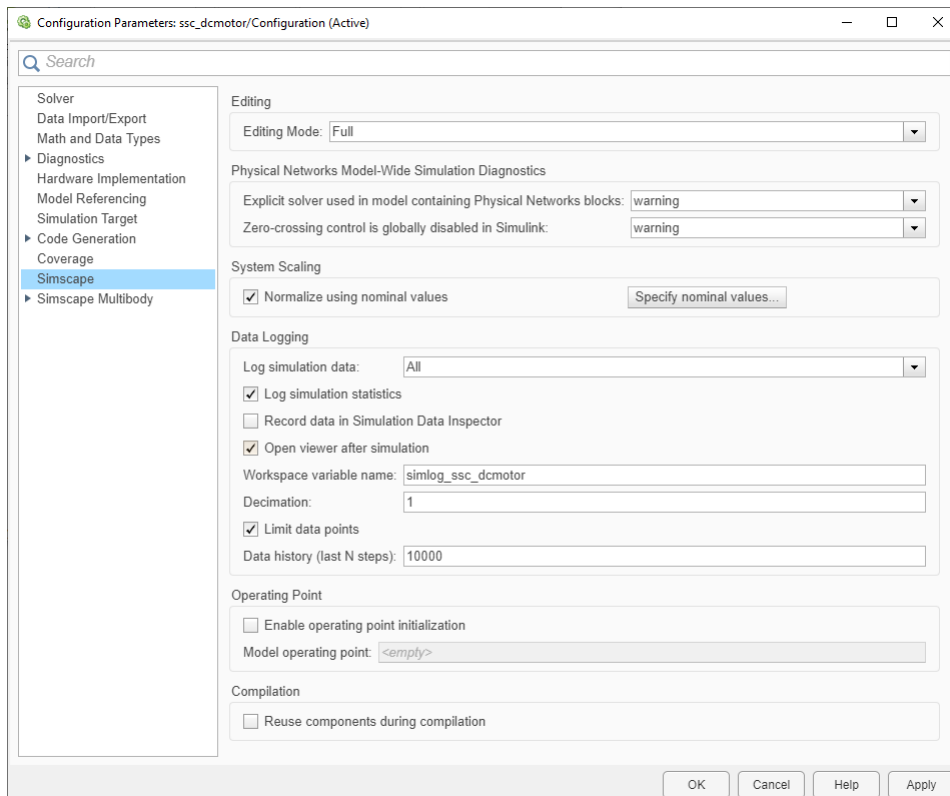 Configuration Parameters: ssc_dcmotor/Configuration (Active)
Search
Solver
Data Import/Export
Math and Data Types
Diagnostics
Hardware Implementation
Model Referencing
Simulation Target
Code Generation
Coverage
Simscape
Simscape Multibody
Editing
Editing Mode: Full
Physical Networks Model-Wide Simulation Diagnostics
Explicit solver used in model containing Physical Networks blocks: warning
Zero-crossing control is globally disabled in Simulink: warning
System Scaling
Normalize using nominal values Specify nominal values...
Data Logging
Log simulation data: All
Log simulation statistics
Record data in Simulation Data Inspector
Open viewer after simulation
Workspace variable name: simlog_ssc_dcmotor
Decimation: 1
Limit data points
Data history (last N steps): 10000
Operating Point
Enable operating point initialization
Model operating point: <empty>
Compilation
Reuse components during compilation
OK Cancel Help Apply